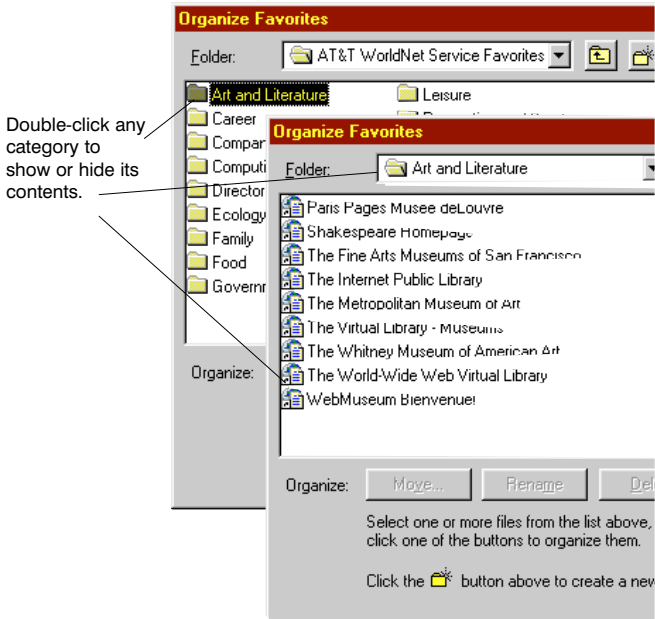 Organize Favorites
Folder: AT&T WorldNet Service Favorites
Art and Literature Leisure
Career
Double-click any
category to
show or hide its
contents.
Family
Food
Ecology
Organize:
Organize Favorites
Folder: Art and Literature
Paris Pages Musee deLouvre
Shakespeare Homepage
The Fine Arts Museums of San Francisco
The Internet Public Library
The Metropolitan Museum of Art
The Virtual Library - Museums
The Whitney Museum of American Art
The World-Wide Web Virtual Library
WebMuseum Bienvenue!
Organize: Move... Rename Del
Select one or more files from the list above,
click one of the buttons to organize them.
Click the button above to create a new